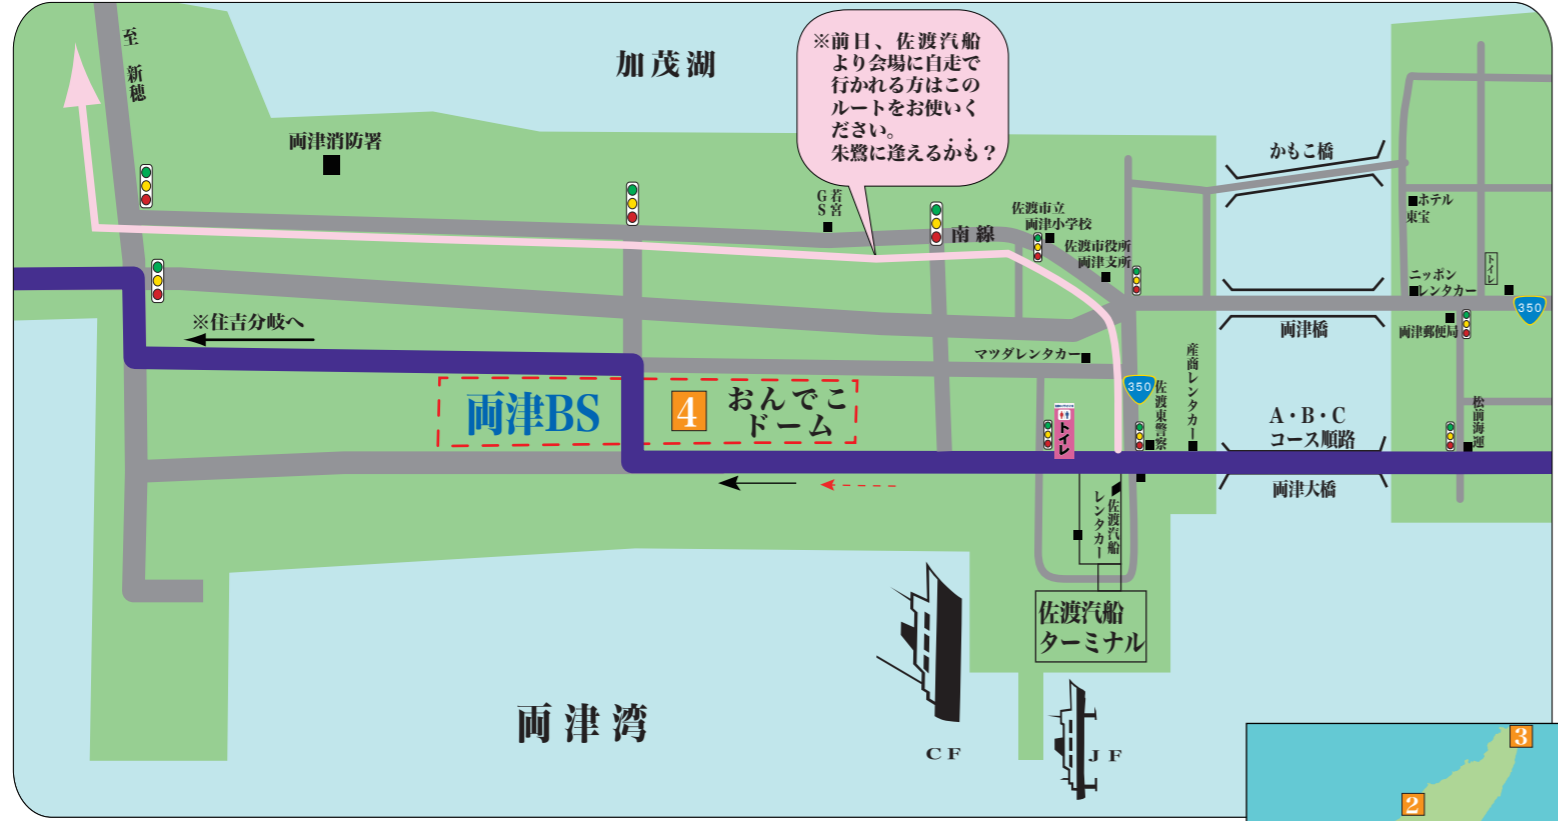 至 新穂
加茂湖
※前日、佐渡汽船
より会場に自走で
行かれる方はこの
ルートをお使いく
ださい。
朱鷺に逢えるかも？
両津消防署
かもこ橋
若宮
GS
佐渡市立
両津小学校
南線
佐渡市役所
両津支所
ホテル
東宝
トイレ
ニッポン
レンタカー
350
両津橋
両津郵便局
※住吉分岐へ
マツダレンタカー
産商レンタカー
350
佐渡東警察
両津BS
4
おんでこ
ドーム
トイレ
A・B・C
コース順路
松前海運
両津大橋
佐渡汽船
レンタカー
佐渡汽船
ターミナル
両津湾
CF
JF
3
2